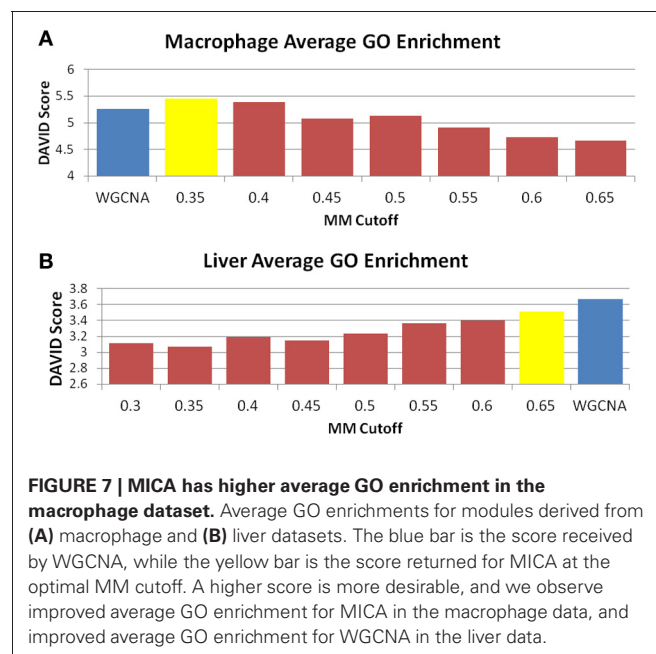 A
Macrophage Average GO Enrichment
DAVID Score
6
5.5
5
4.5
4
WGCNA 0.35 0.4 0.45 0.5 0.55 0.6 0.65
MM Cutoff
B
Liver Average GO Enrichment
DAVID Score
3.8
3.6
3.4
3.2
3
2.8
2.6
0.3 0.35 0.4 0.45 0.5 0.55 0.6 0.65 WGCNA
MM Cutoff
FIGURE 7 | MICA has higher average GO enrichment in the
macrophage dataset. Average GO enrichments for modules derived from
(A) macrophage and (B) liver datasets. The blue bar is the score received
by WGCNA, while the yellow bar is the score returned for MICA at the
optimal MM cutoff. A higher score is more desirable, and we observe
improved average GO enrichment for MICA in the macrophage data, and
improved average GO enrichment for WGCNA in the liver data.